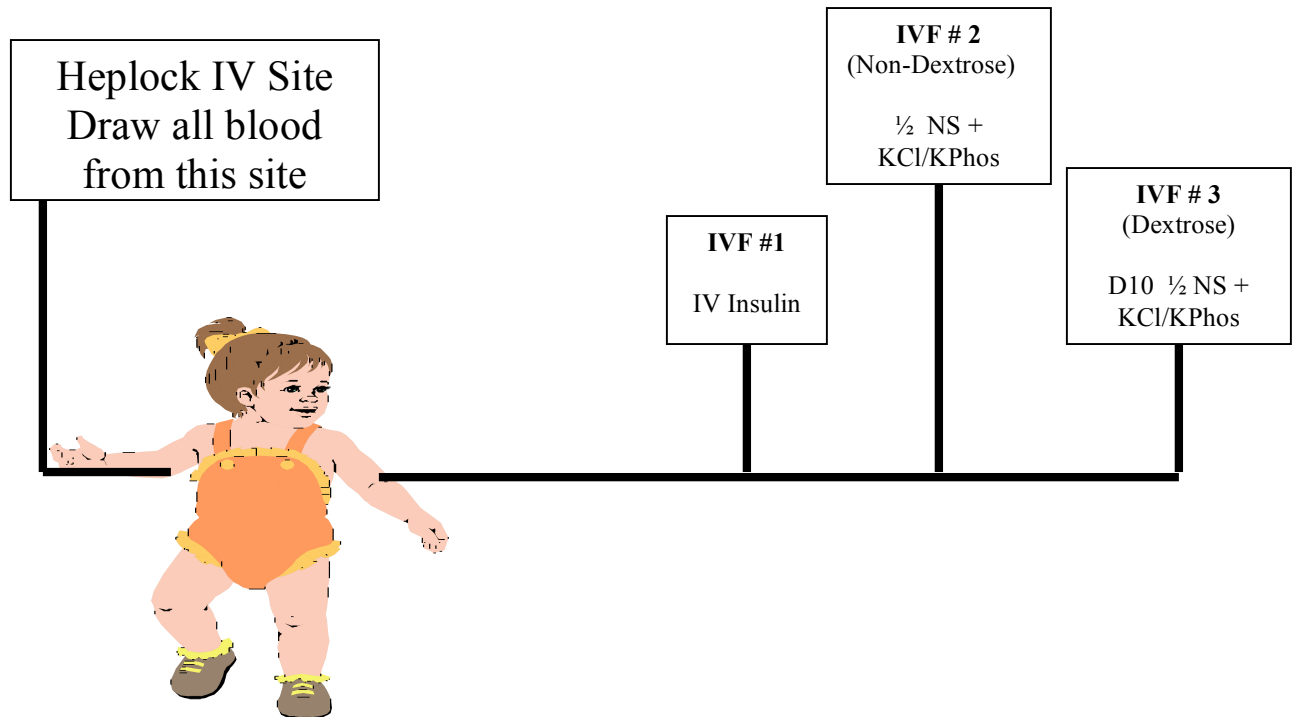 Heplock IV Site
Draw all blood
from this site
IVF #1
IV Insulin
IVF # 2
(Non-Dextrose)
½ NS +
KCl/KPhos
IVF # 3
(Dextrose)
D10 ½ NS +
KCl/KPhos